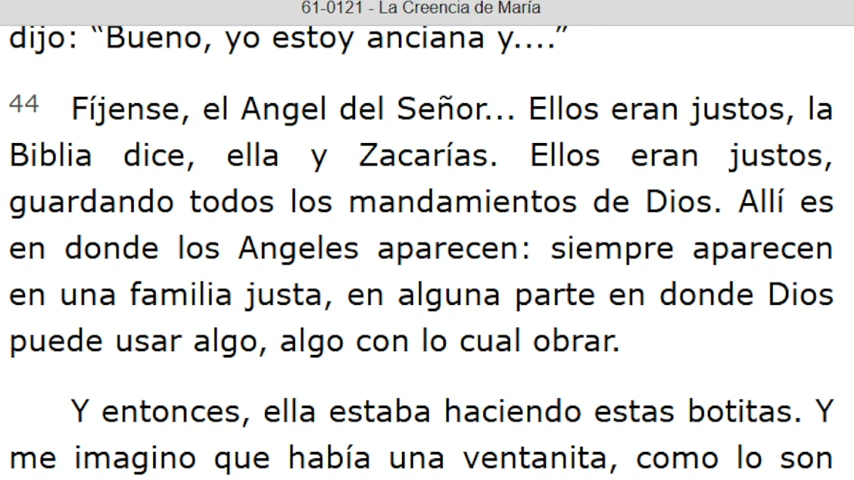 61-0121 - La Creencia de María
dijo: “Bueno, yo estoy anciana y....”
44 Fíjense, el Angel del Señor... Ellos eran justos, la
Biblia dice, ella y Zacarías. Ellos eran justos,
guardando todos los mandamientos de Dios. Allí es
en donde los Angeles aparecen: siempre aparecen
en una familia justa, en alguna parte en donde Dios
puede usar algo, algo con lo cual obrar.
Y entonces, ella estaba haciendo estas botitas. Y
me imagino que había una ventanita, como lo son